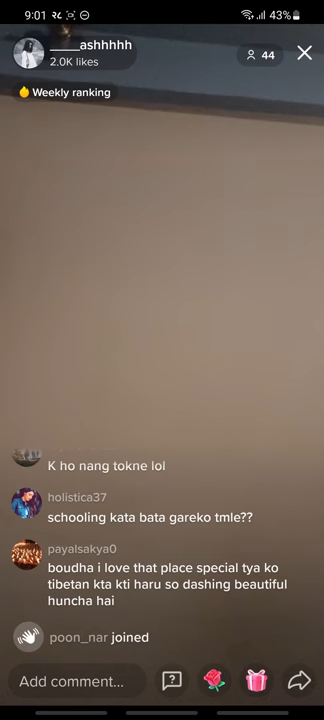 9:01 २८ 43%
____ashhhhh
2.0K likes
44
Weekly ranking
K ho nang tokne lol
holistica37
schooling kata bata gareko tmle??
payalsakya0
boudha i love that place special tya ko
tibetan kta kti haru so dashing beautiful
huncha hai
poon_nar joined
Add comment...